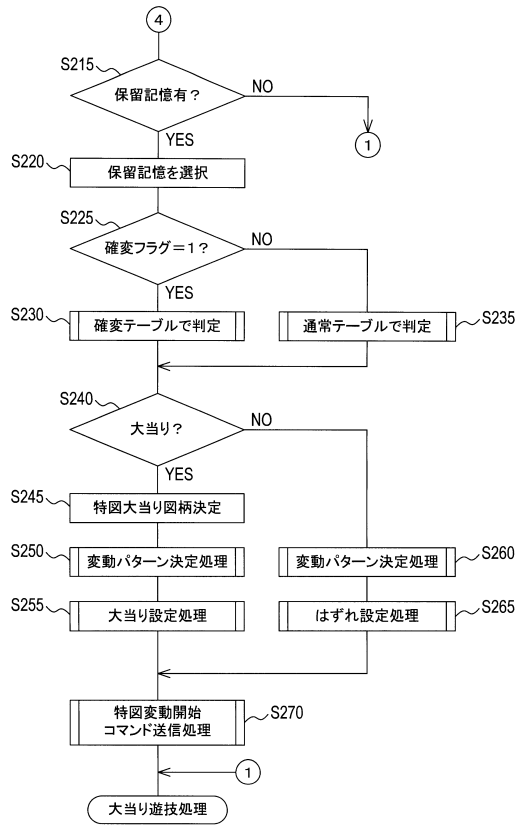 4
S215
保留記憶有？
NO
YES
1
S220
保留記憶を選択
S225
確変フラグ＝１？
NO
YES
S230
確変テーブルで判定
通常テーブルで判定
S235
S240
大当り？
NO
YES
S245
特図大当り図柄決定
S250
変動パターン決定処理
変動パターン決定処理
S260
S255
大当り設定処理
はずれ設定処理
S265
特図変動開始
コマンド送信処理
S270
1
大当り遊技処理